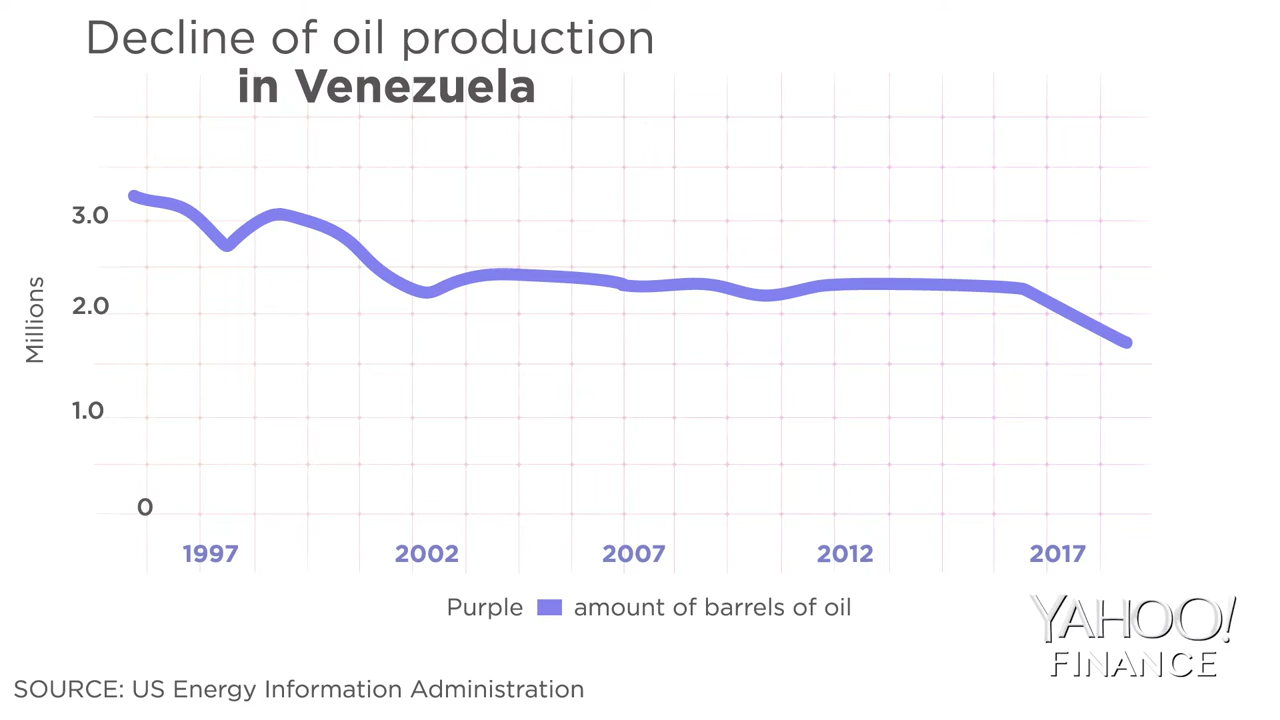 Decline of oil production
in Venezuela
3.0
2.0
1.0
0
Millions
1997 2002 2007 2012 2017
Purple amount of barrels of oil
YAHOO!
FINANCE
SOURCE: US Energy Information Administration